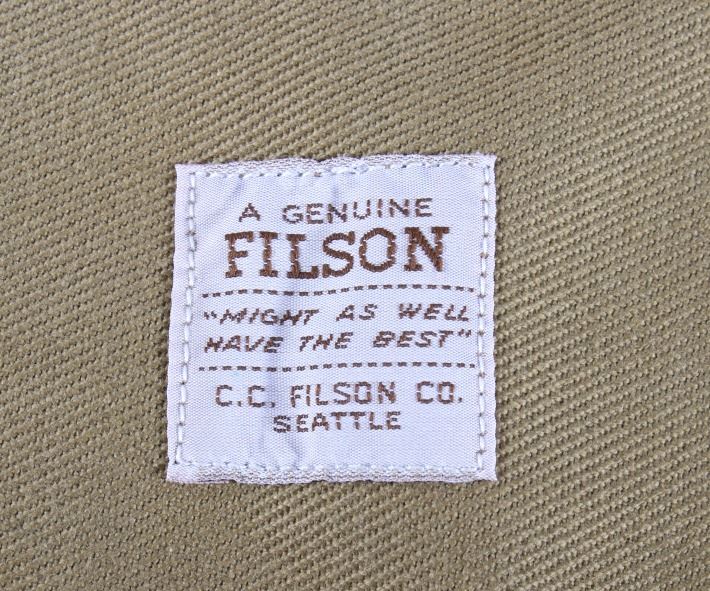 A GENUINE
FILSON
"MIGHT AS WELL
HAVE THE BEST"
C.C. FILSON CO.
SEATTLE